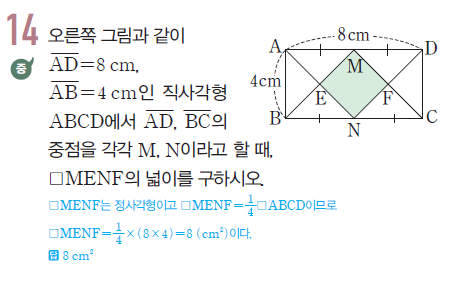 14
중
오른쪽 그림과 같이
AD=8 cm,
AB=4 cm인 직사각형
ABCD에서 AD, BC의
중점을 각각 M, N이라고 할 때,
□MENF의 넓이를 구하시오.
8cm
A
D
M
4cm
E
F
B
C
N
□MENF는 정사각형이고 □MENF=1/4□ABCD이므로
□MENF=1/4×(8×4)=8 (cm²)이다.
답 8 cm²